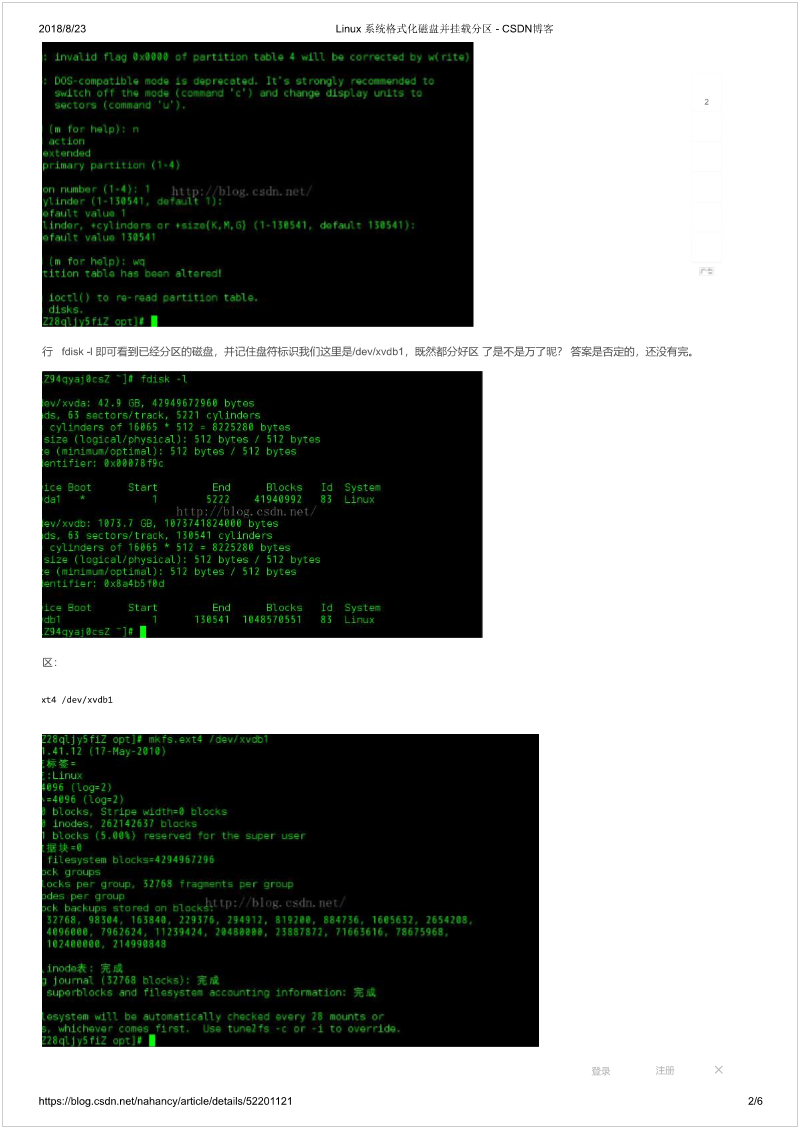 2018/8/23
Linux 系统格式化磁盘并挂载分区 - CSDN博客
: invalid flag 0x0000 of partition table 4 will be corrected by w(rite)
: DOS-compatible mode is deprecated. It's strongly recommended to
switch off the mode (command 'c') and change display units to
sectors (command 'u').
2
(m for help): n
action
extended
primary partition (1-4)
on number (1-4): 1
http://blog.csdn.net/
ylinder (1-130541, default 1):
efault value 1
linder, +cylinders or +size{K,M,G} (1-130541, default 130541):
efault value 130541
(m for help): wq
tition table has been altered!
广告
ioctl() to re-read partition table.
disks.
Z28qljy5fiZ opt]#
行 fdisk -l 即可看到已经分区的磁盘，并记住盘符标识我们这里是/dev/xvdb1，既然都分好区 了是不是万了呢？ 答案是否定的，还没有完。
Z94qyaj0csZ ~]# fdisk -l
dev/xvda: 42.9 GB, 42949672960 bytes
ds, 63 sectors/track, 5221 cylinders
cylinders of 16065 * 512 = 8225280 bytes
size (logical/physical): 512 bytes / 512 bytes
ze (minimum/optimal): 512 bytes / 512 bytes
dentifier: 0x00078f9c
ice Boot Start End Blocks Id System
da1 * 1 5222 41940992 83 Linux
http://blog.csdn.net/
dev/xvdb: 1073.7 GB, 1073741824000 bytes
ds, 63 sectors/track, 130541 cylinders
cylinders of 16065 * 512 = 8225280 bytes
size (logical/physical): 512 bytes / 512 bytes
ze (minimum/optimal): 512 bytes / 512 bytes
dentifier: 0x8a4b5f0d
ice Boot Start End Blocks Id System
db1 1 130541 1048570551 83 Linux
Z94qyaj0csZ ~]#
区：
xt4 /dev/xvdb1
Z28qljy5fiZ opt]# mkfs.ext4 /dev/xvdb1
1.41.12 (17-May-2010)
标签=
:Linux
4096 (log=2)
=4096 (log=2)
0 blocks, Stripe width=0 blocks
0 inodes, 262142637 blocks
1 blocks (5.00%) reserved for the super user
据块=0
filesystem blocks=4294967296
ock groups
locks per group, 32768 fragments per group
odes per group
http://blog.csdn.net/
ock backups stored on blocks:
32768, 98304, 163840, 229376, 294912, 819200, 884736, 1605632, 2654208,
4096000, 7962624, 11239424, 20480000, 23887872, 71663616, 78675968,
102400000, 214990848
inode表: 完成
g journal (32768 blocks): 完成
superblocks and filesystem accounting information: 完成
lesystem will be automatically checked every 28 mounts or
s, whichever comes first. Use tune2fs -c or -i to override.
Z28qljy5fiZ opt]#
登录 注册 ×
https://blog.csdn.net/nahancy/article/details/52201121
2/6